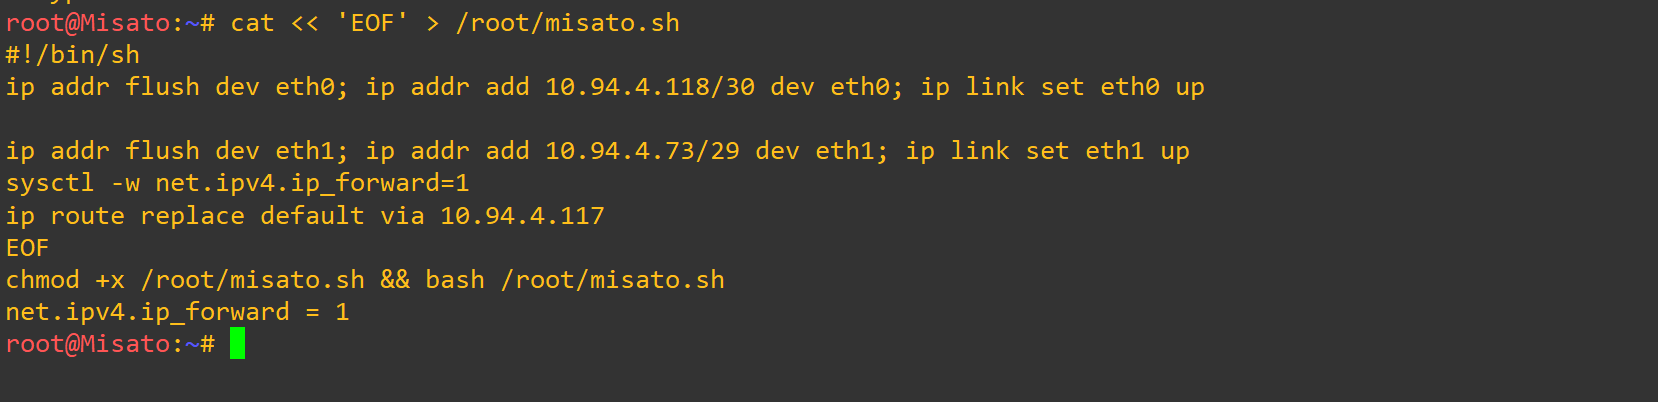 root@Misato:~# cat << 'EOF' > /root/misato.sh
#!/bin/sh
ip addr flush dev eth0; ip addr add 10.94.4.118/30 dev eth0; ip link set eth0 up

ip addr flush dev eth1; ip addr add 10.94.4.73/29 dev eth1; ip link set eth1 up
sysctl -w net.ipv4.ip_forward=1
ip route replace default via 10.94.4.117
EOF
chmod +x /root/misato.sh && bash /root/misato.sh
net.ipv4.ip_forward = 1
root@Misato:~#